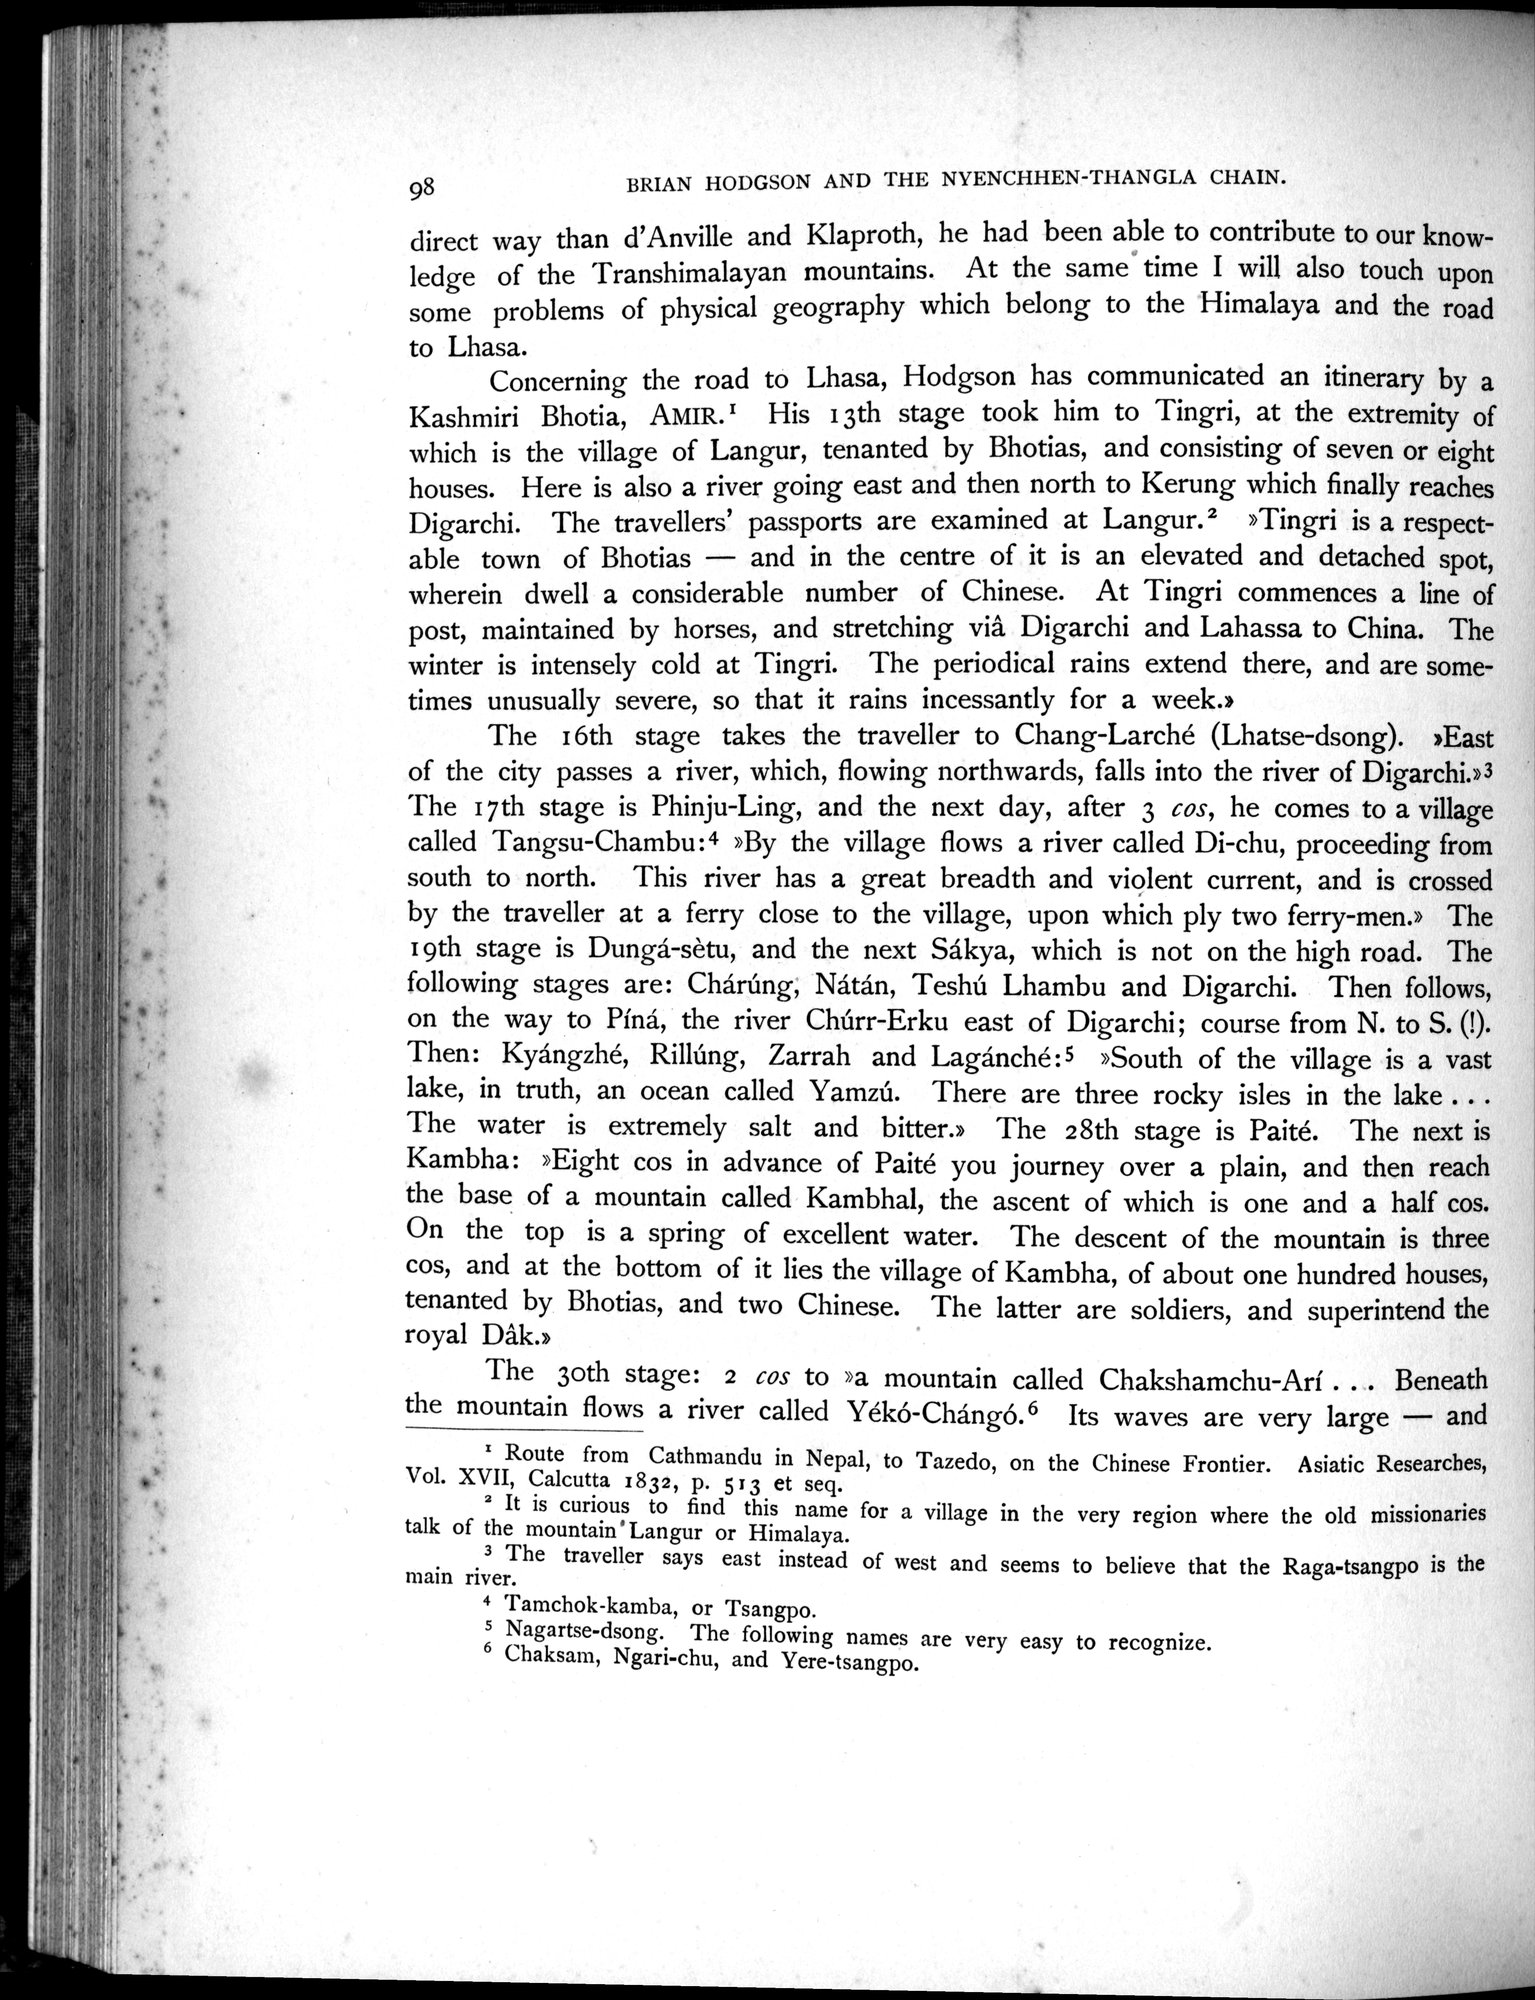 98
BRIAN HODGSON AND THE NYENCHHEN-THANGLA CHAIN.
direct way than d'Anville and Klaproth, he had been able to contribute to our know-
ledge of the Transhimalayan mountains. At the same time I will also touch upon
some problems of physical geography which belong to the Himalaya and the road
to Lhasa.
Concerning the road to Lhasa, Hodgson has communicated an itinerary by a
Kashmiri Bhotia, AMIR.¹ His 13th stage took him to Tingri, at the extremity of
which is the village of Langur, tenanted by Bhotias, and consisting of seven or eight
houses. Here is also a river going east and then north to Kerung which finally reaches
Digarchi. The travellers' passports are examined at Langur.² »Tingri is a respect-
able town of Bhotias — and in the centre of it is an elevated and detached spot,
wherein dwell a considerable number of Chinese. At Tingri commences a line of
post, maintained by horses, and stretching viâ Digarchi and Lahassa to China. The
winter is intensely cold at Tingri. The periodical rains extend there, and are some-
times unusually severe, so that it rains incessantly for a week.»
The 16th stage takes the traveller to Chang-Larché (Lhatse-dsong). »East
of the city passes a river, which, flowing northwards, falls into the river of Digarchi.»³
The 17th stage is Phinju-Ling, and the next day, after 3 cos, he comes to a village
called Tangsu-Chambu:⁴ »By the village flows a river called Di-chu, proceeding from
south to north. This river has a great breadth and violent current, and is crossed
by the traveller at a ferry close to the village, upon which ply two ferry-men.» The
19th stage is Dungá-sètu, and the next Sákya, which is not on the high road. The
following stages are: Chárúng, Nátán, Teshú Lhambu and Digarchi. Then follows,
on the way to Píná, the river Chúrr-Erku east of Digarchi; course from N. to S. (!).
Then: Kyángzhé, Rillúng, Zarrah and Lagánché:⁵ »South of the village is a vast
lake, in truth, an ocean called Yamzú. There are three rocky isles in the lake . . .
The water is extremely salt and bitter.» The 28th stage is Paité. The next is
Kambha: »Eight cos in advance of Paité you journey over a plain, and then reach
the base of a mountain called Kambhal, the ascent of which is one and a half cos.
On the top is a spring of excellent water. The descent of the mountain is three
cos, and at the bottom of it lies the village of Kambha, of about one hundred houses,
tenanted by Bhotias, and two Chinese. The latter are soldiers, and superintend the
royal Dâk.»
The 30th stage: 2 cos to »a mountain called Chakshamchu-Arí . . . Beneath
the mountain flows a river called Yékó-Chángó.⁶ Its waves are very large — and
¹ Route from Cathmandu in Nepal, to Tazedo, on the Chinese Frontier. Asiatic Researches,
Vol. XVII, Calcutta 1832, p. 513 et seq.
² It is curious to find this name for a village in the very region where the old missionaries
talk of the mountain Langur or Himalaya.
³ The traveller says east instead of west and seems to believe that the Raga-tsangpo is the
main river.
⁴ Tamchok-kamba, or Tsangpo.
⁵ Nagartse-dsong. The following names are very easy to recognize.
⁶ Chaksam, Ngari-chu, and Yere-tsangpo.